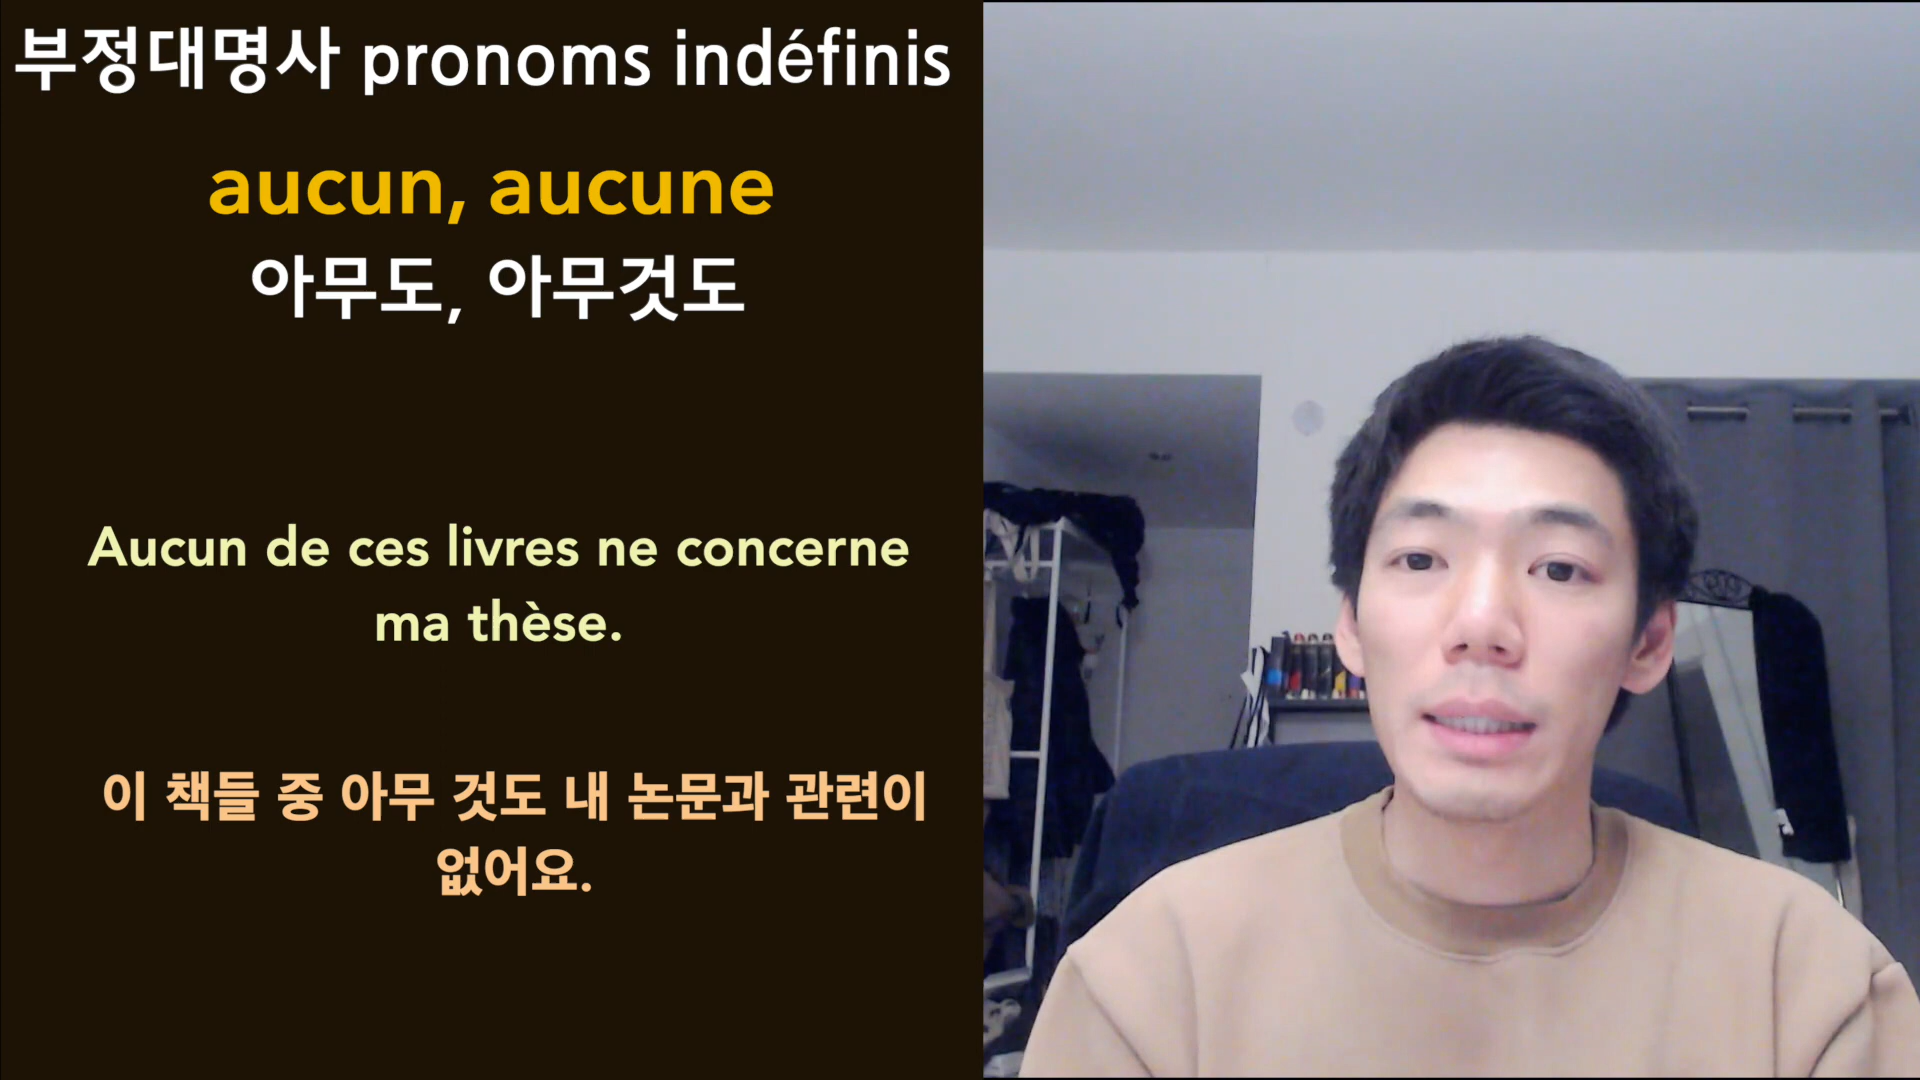 부정대명사 pronoms indéfinis
aucun, aucune
아무도, 아무것도
Aucun de ces livres ne concerne
ma thèse.
이 책들 중 아무 것도 내 논문과 관련이
없어요.